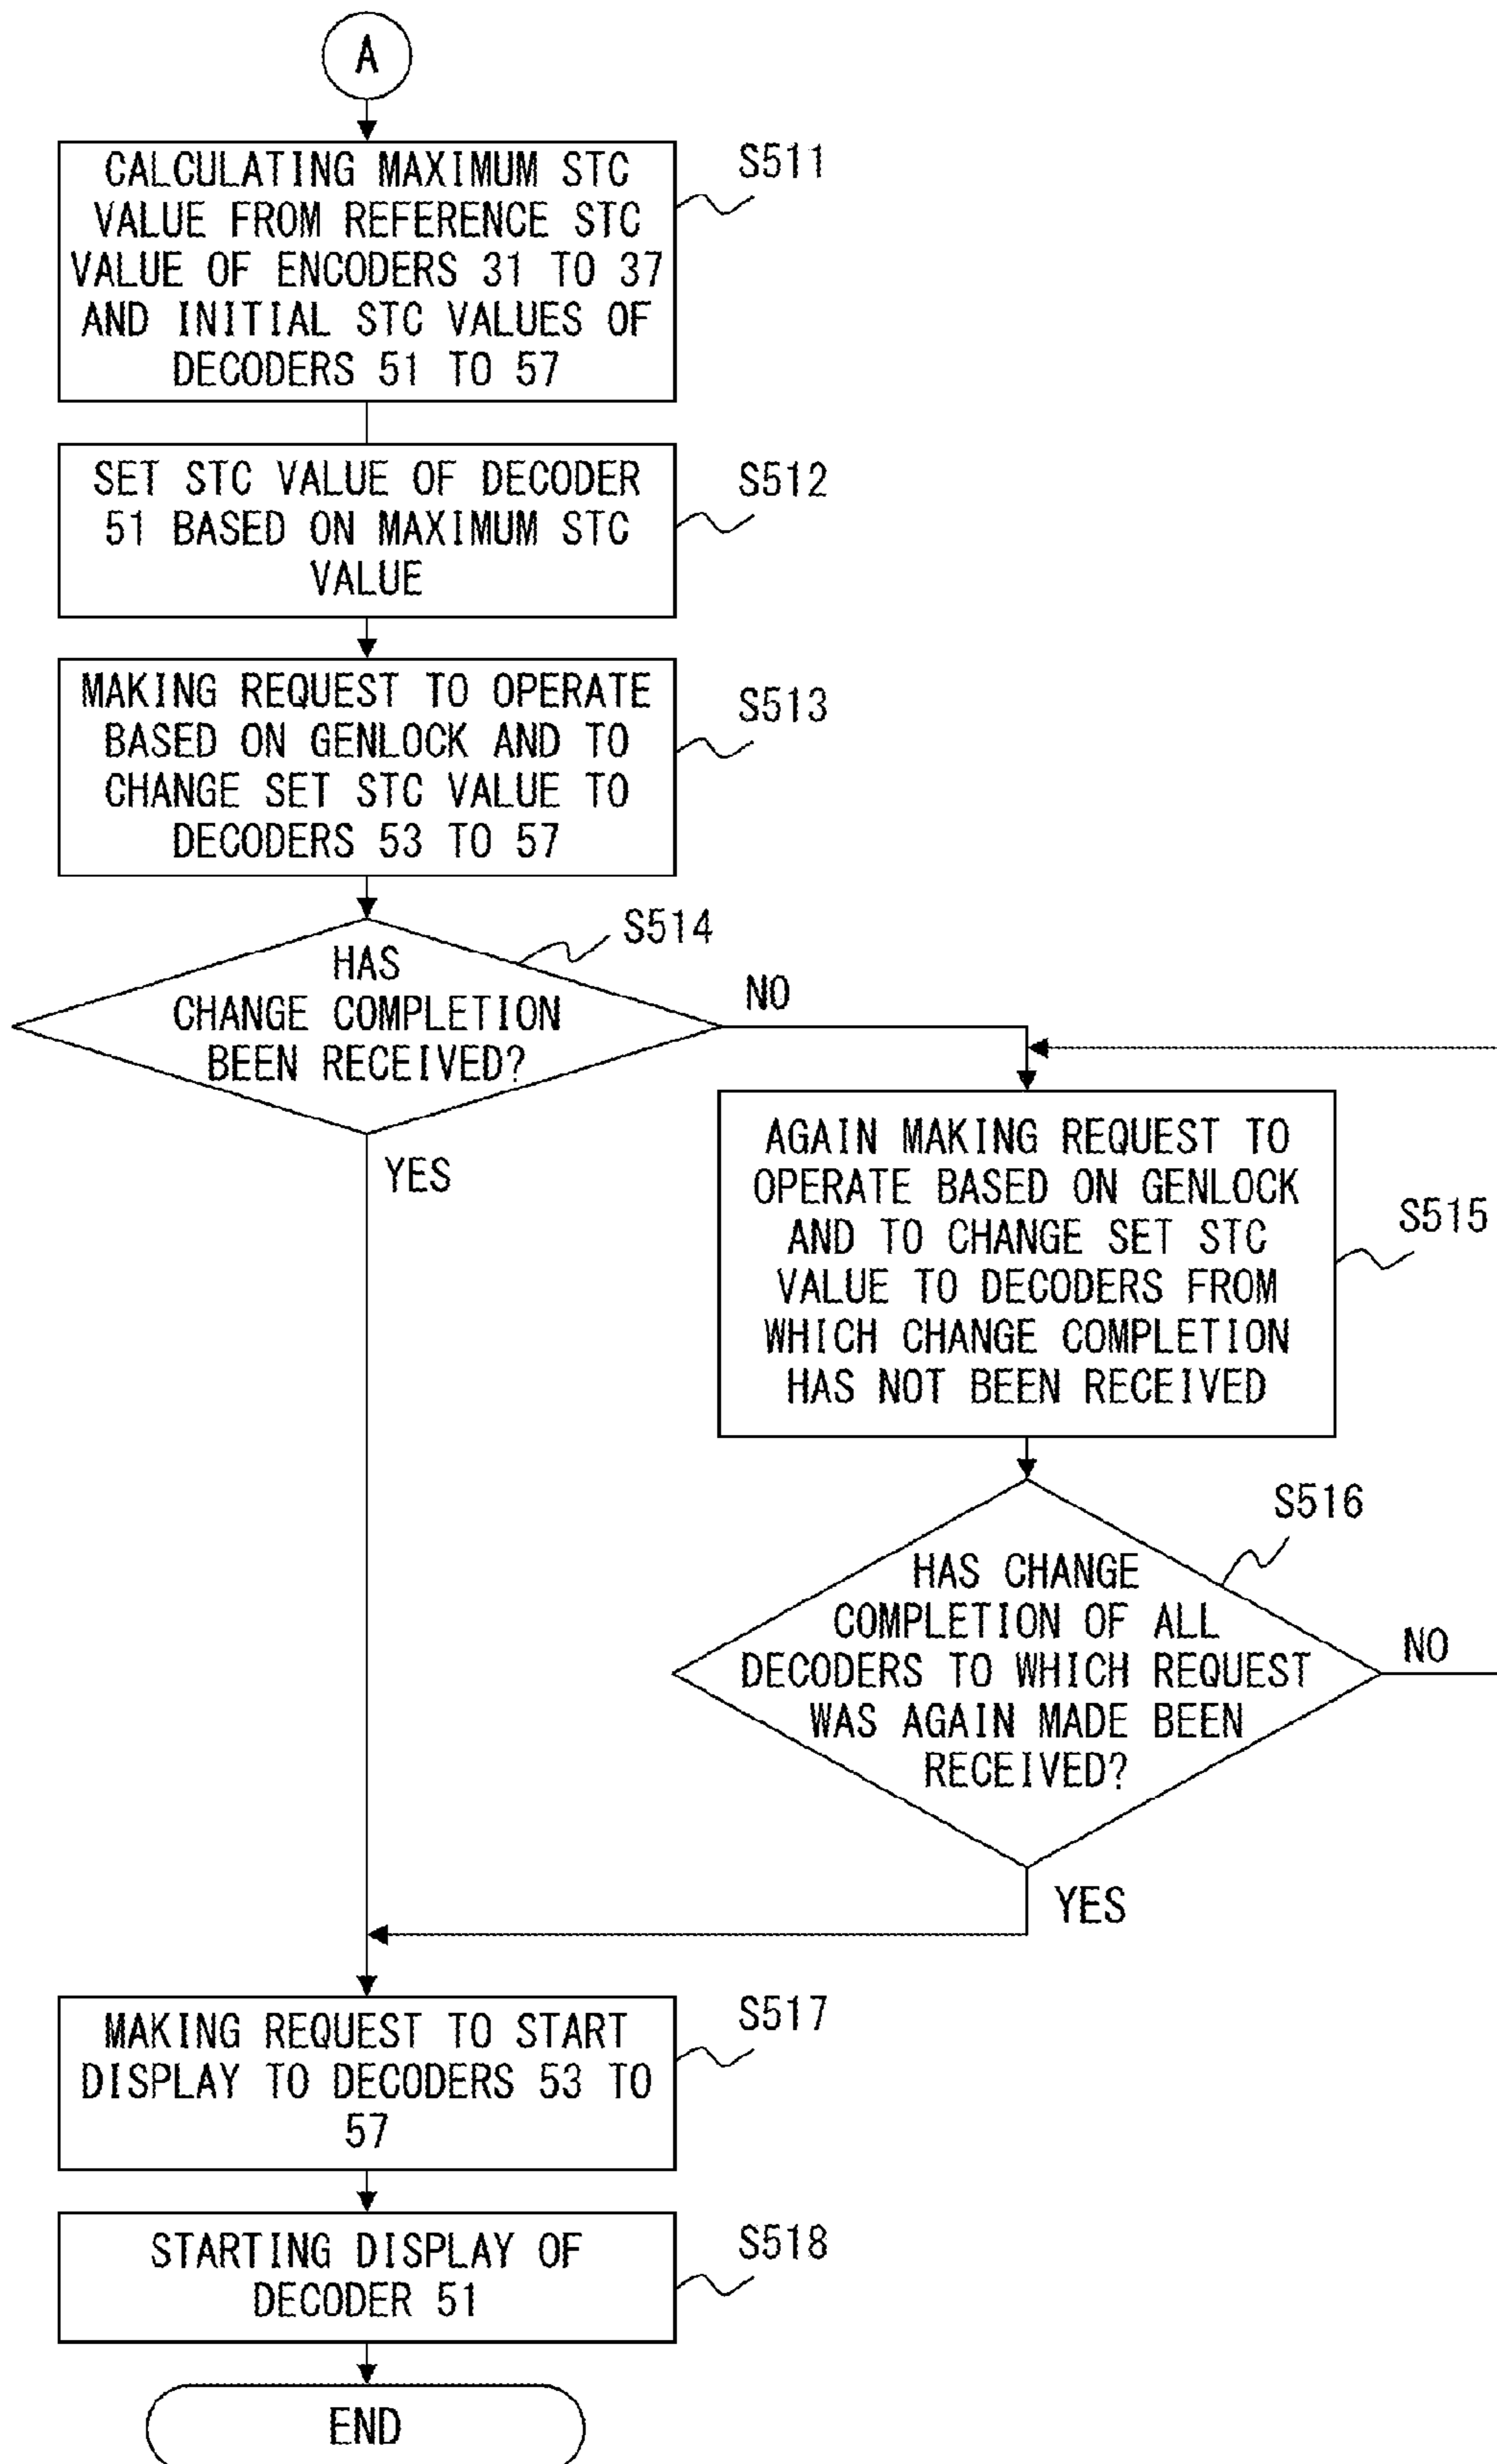 A
CALCULATING MAXIMUM STC
VALUE FROM REFERENCE STC
VALUE OF ENCODERS 31 TO 37
AND INITIAL STC VALUES OF
DECODERS 51 TO 57
S511
SET STC VALUE OF DECODER
51 BASED ON MAXIMUM STC
VALUE
S512
MAKING REQUEST TO OPERATE
BASED ON GENLOCK AND TO
CHANGE SET STC VALUE TO
DECODERS 53 TO 57
S513
HAS
CHANGE COMPLETION
BEEN RECEIVED?
S514
NO
YES
AGAIN MAKING REQUEST TO
OPERATE BASED ON GENLOCK
AND TO CHANGE SET STC
VALUE TO DECODERS FROM
WHICH CHANGE COMPLETION
HAS NOT BEEN RECEIVED
S515
HAS CHANGE
COMPLETION OF ALL
DECODERS TO WHICH REQUEST
WAS AGAIN MADE BEEN
RECEIVED?
S516
NO
YES
MAKING REQUEST TO START
DISPLAY TO DECODERS 53 TO
57
S517
STARTING DISPLAY OF
DECODER 51
S518
END